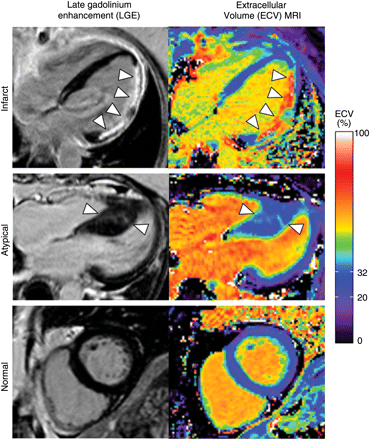 Late gadolinium
enhancement (LGE)
Extracellular
Volume (ECV) MRI
Infarct
Atypical
Normal
ECV
(%)
100
32
20
0